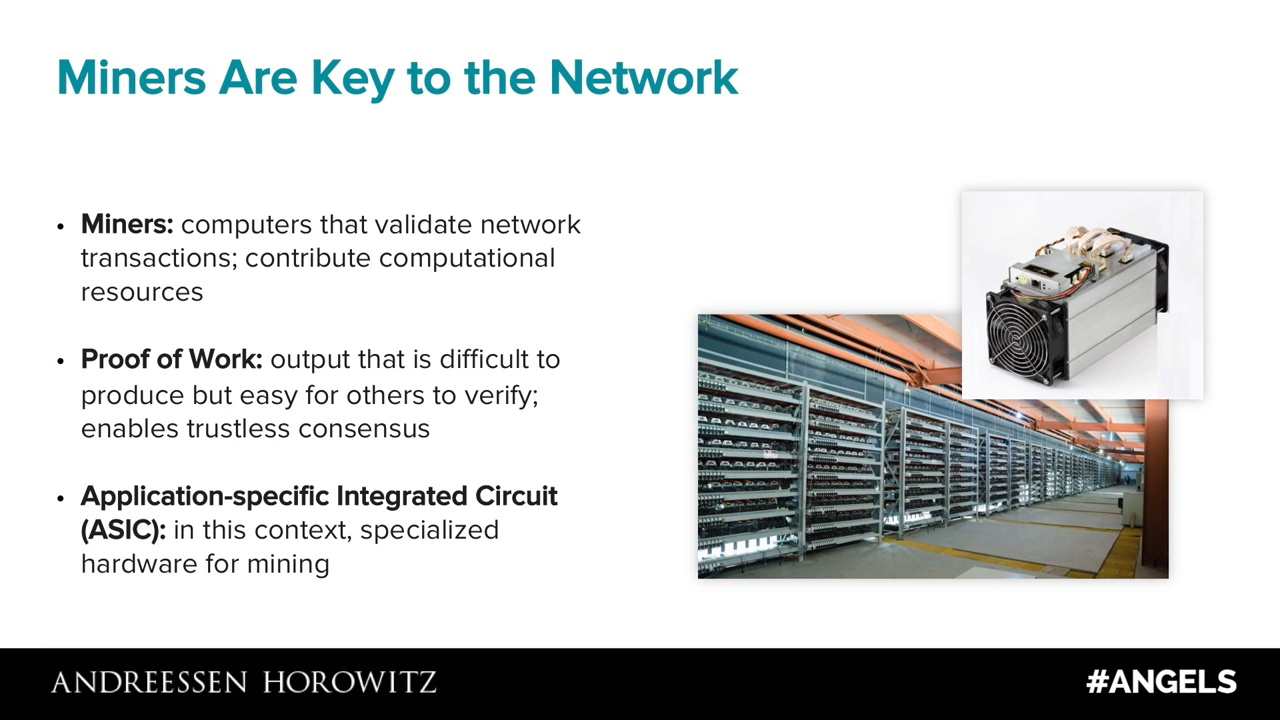 Miners Are Key to the Network
• Miners: computers that validate network
transactions; contribute computational
resources
• Proof of Work: output that is difficult to
produce but easy for others to verify;
enables trustless consensus
• Application-specific Integrated Circuit
(ASIC): in this context, specialized
hardware for mining
ANDREESSEN HOROWITZ
#ANGELS